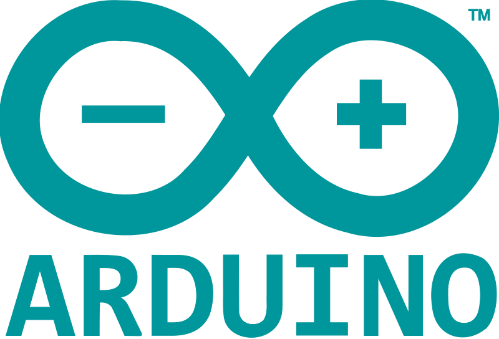 ™
− +
ARDUINO